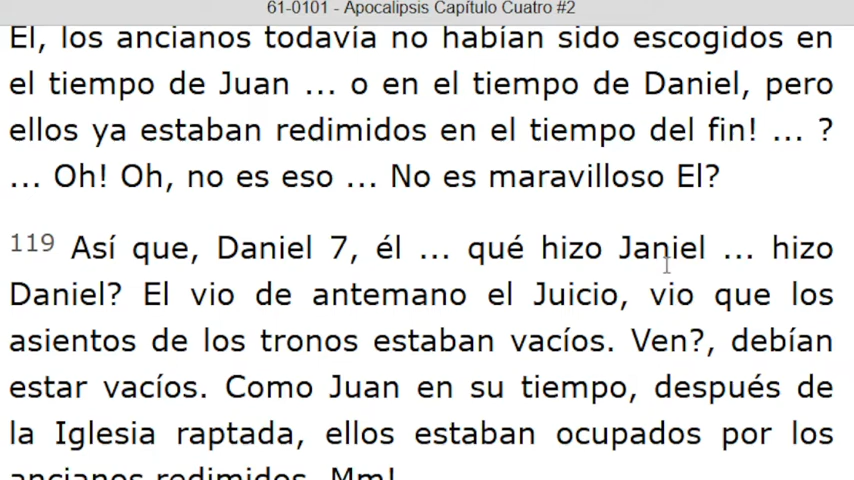 61-0101 - Apocalipsis Capítulo Cuatro #2
El, los ancianos todavía no habían sido escogidos en
el tiempo de Juan ... o en el tiempo de Daniel, pero
ellos ya estaban redimidos en el tiempo del fin! ... ?
... Oh! Oh, no es eso ... No es maravilloso El?
119 Así que, Daniel 7, él ... qué hizo Janiel ... hizo
Daniel? El vio de antemano el Juicio, vio que los
asientos de los tronos estaban vacíos. Ven?, debían
estar vacíos. Como Juan en su tiempo, después de
la Iglesia raptada, ellos estaban ocupados por los
ancianos redimidos. Mm!